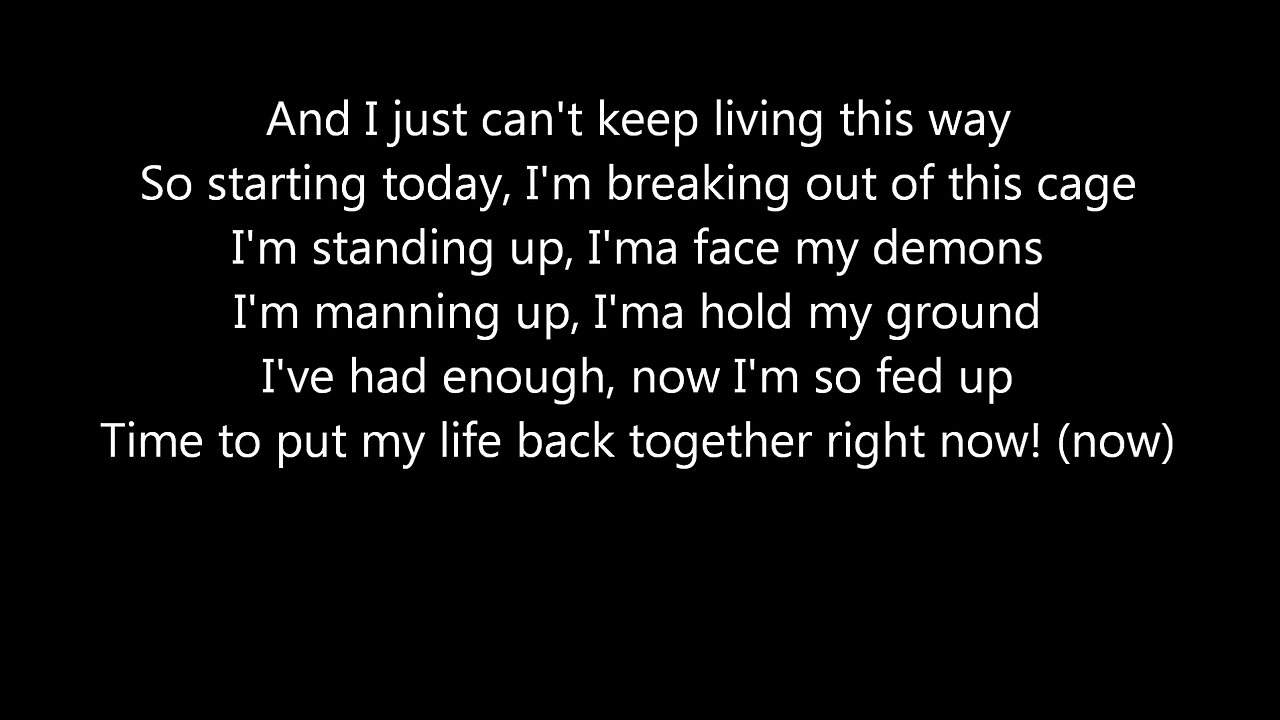 And I just can't keep living this way
So starting today, I'm breaking out of this cage
I'm standing up, I'ma face my demons
I'm manning up, I'ma hold my ground
I've had enough, now I'm so fed up
Time to put my life back together right now! (now)